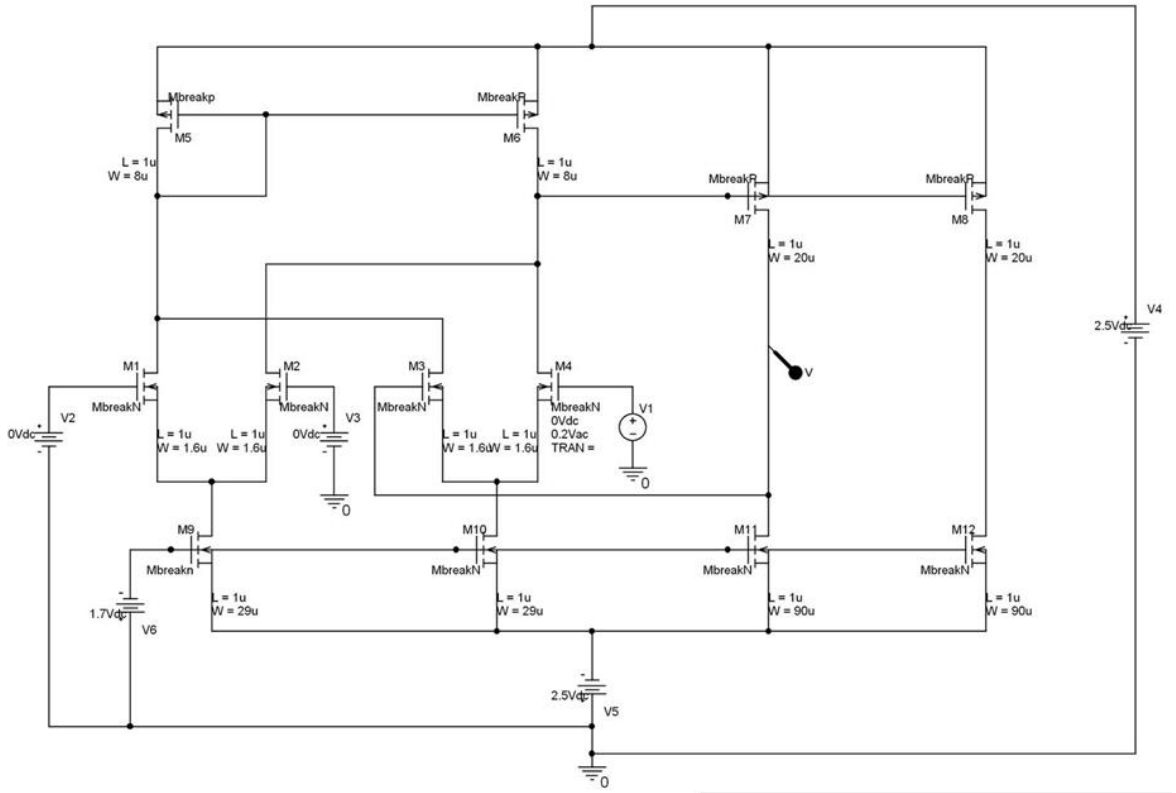 Mbreakp
M5
L = 1u
W = 8u
MbreakP
M6
L = 1u
W = 8u
MbreakP
M7
L = 1u
W = 20u
MbreakP
M8
L = 1u
W = 20u
V4
2.5Vdc
V
M1
MbreakN
L = 1u
W = 1.6u
M2
MbreakN
L = 1u
W = 1.6u
M3
MbreakN
L = 1u
W = 1.6u
M4
MbreakN
0Vdc
0.2Vac
TRAN =
L = 1u
W = 1.6u
V2
0Vdc
V3
0Vdc
0
V1
0
M9
Mbreakn
L = 1u
W = 29u
M10
MbreakN
L = 1u
W = 29u
M11
MbreakN
L = 1u
W = 90u
M12
MbreakN
L = 1u
W = 90u
1.7Vdc
V6
2.5Vdc
V5
0